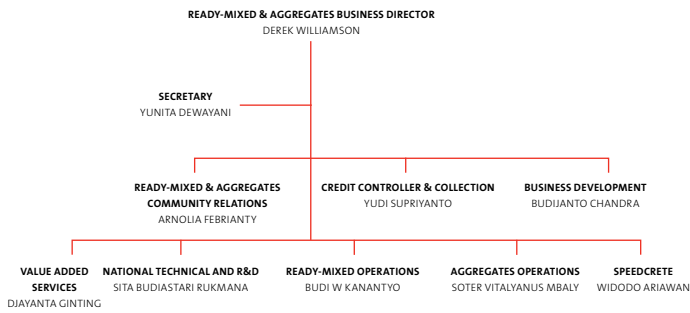 READY-MIXED & AGGREGATES BUSINESS DIRECTOR
DEREK WILLIAMSON
SECRETARY
YUNITA DEWAYANI
READY-MIXED & AGGREGATES
COMMUNITY RELATIONS
ARNOLIA FEBRIANTY
CREDIT CONTROLLER & COLLECTION
YUDI SUPRIYANTO
BUSINESS DEVELOPMENT
BUDIJANTO CHANDRA
VALUE ADDED
SERVICES
DJAYANTA GINTING
NATIONAL TECHNICAL AND R&D
SITA BUDIASTARI RUKMANA
READY-MIXED OPERATIONS
BUDI W KANANTYO
AGGREGATES OPERATIONS
SOTER VITALYANUS MBALY
SPEEDCRETE
WIDODO ARIAWAN